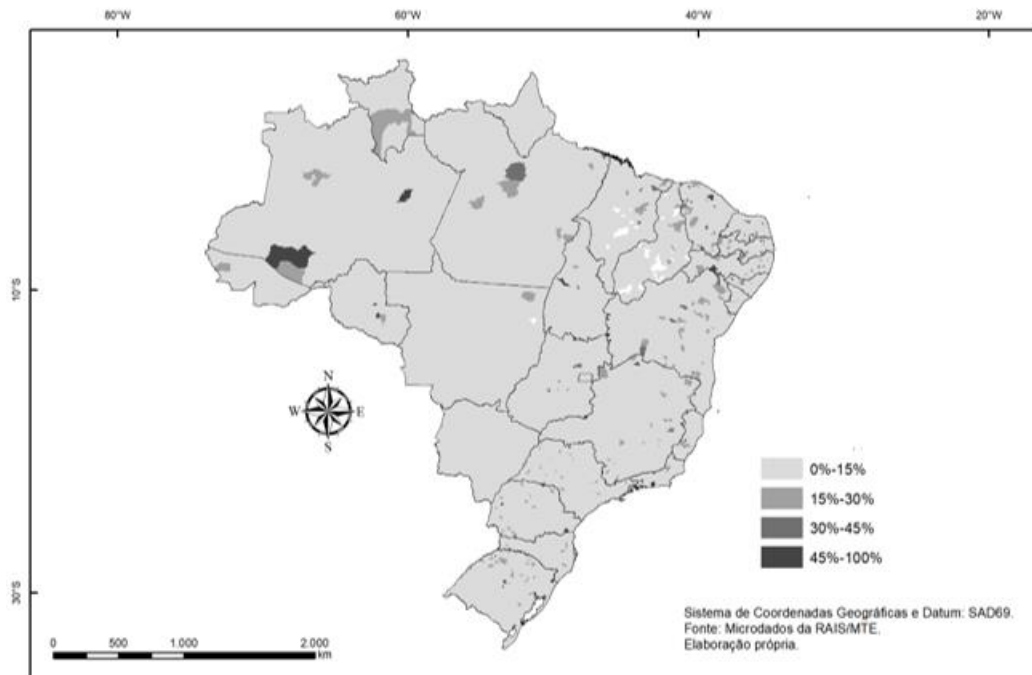 80°W 60°W 40°W 20°W
10°S
N
W E
S
0%-15%
15%-30%
30%-45%
45%-100%
30°S
Sistema de Coordenadas Geográficas e Datum: SAD69.
Fonte: Microdados da RAIS/MTE.
Elaboração própria.
0 500 1.000 2.000
km